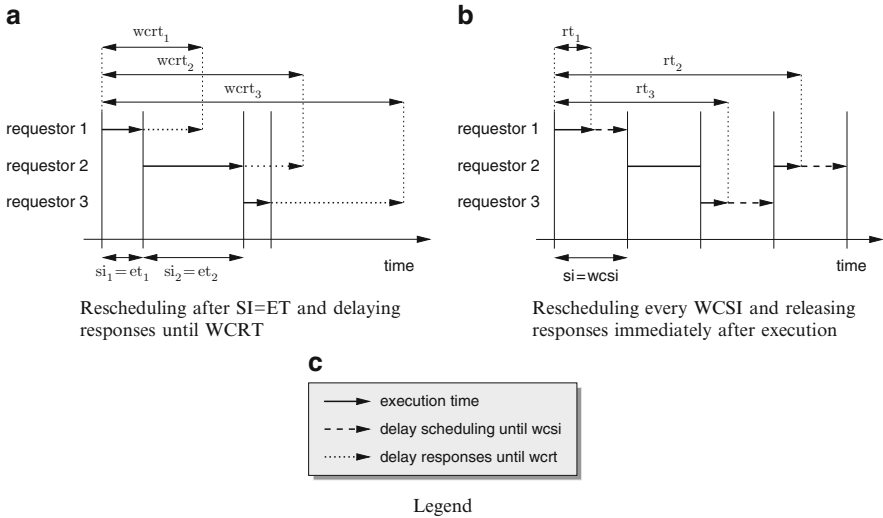 a
wcrt₁
wcrt₂
wcrt₃
requestor 1
requestor 2
requestor 3
time
si₁=et₁
si₂=et₂
Rescheduling after SI=ET and delaying
responses until WCRT
b
rt₁
rt₂
rt₃
requestor 1
requestor 2
requestor 3
time
si=wcsi
Rescheduling every WCSI and releasing
responses immediately after execution
c
execution time
delay scheduling until wcsi
delay responses until wcrt
Legend